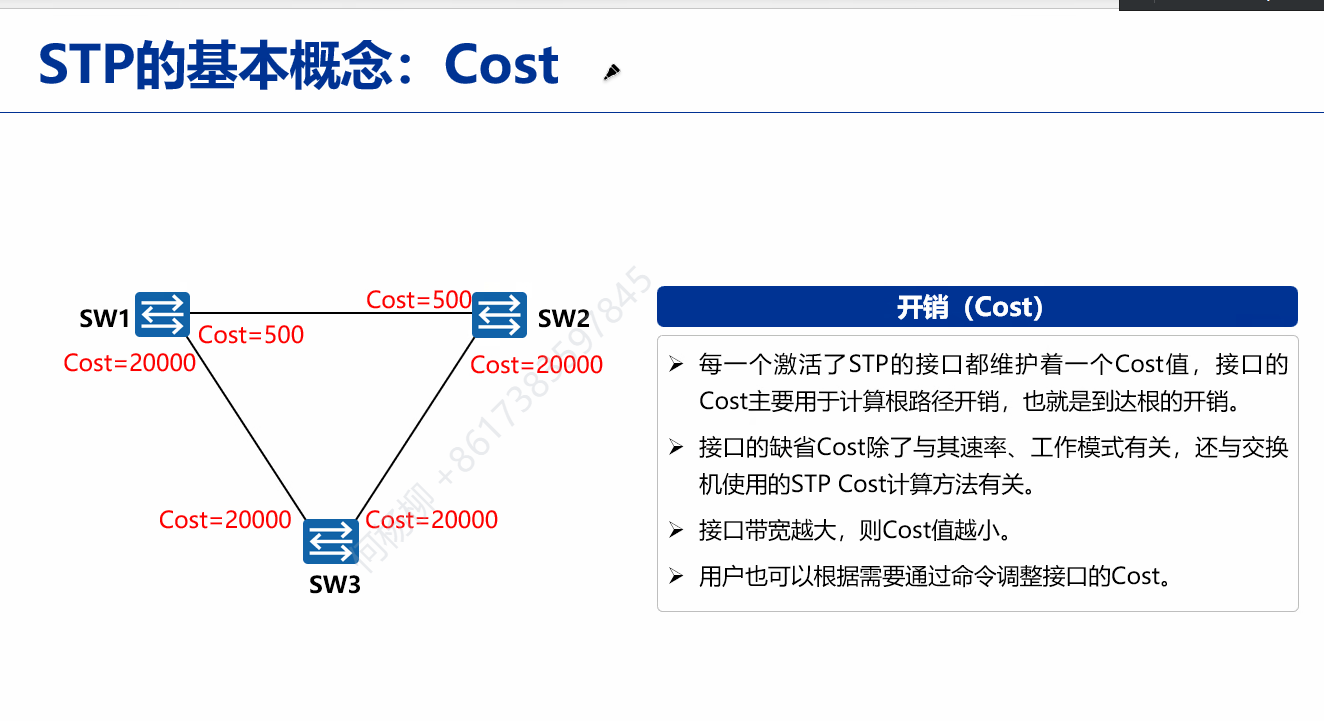 STP的基本概念：Cost
SW1
Cost=500
SW2
Cost=500
Cost=20000
Cost=20000
Cost=20000
Cost=20000
SW3
开销（Cost）
每一个激活了STP的接口都维护着一个Cost值，接口的
Cost主要用于计算根路径开销，也就是到达根的开销。
接口的缺省Cost除了与其速率、工作模式有关，还与交换
机使用的STP Cost计算方法有关。
接口带宽越大，则Cost值越小。
用户也可以根据需要通过命令调整接口的Cost。